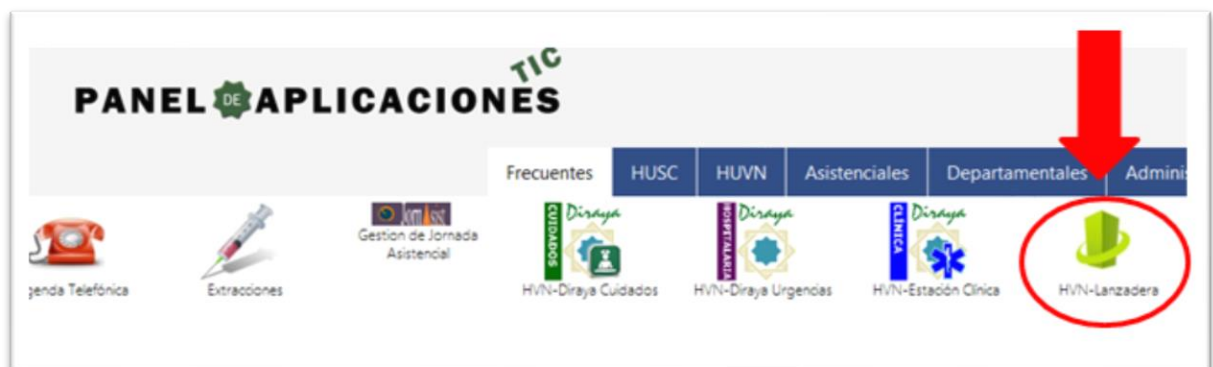 TIC
PANEL DE APLICACIONES
Frecuentes HUSC HUVN Asistenciales Departamentales Adminis
JornAsist
Gestion de Jornada
Asistencial
CUIDADOS Diraya
HOSPITALARIA Diraya
CLÍNICA Diraya
genda Telefónica Extracciones HVN-Diraya Cuidados HVN-Diraya Urgencias HVN-Estación Clínica HVN-Lanzadera